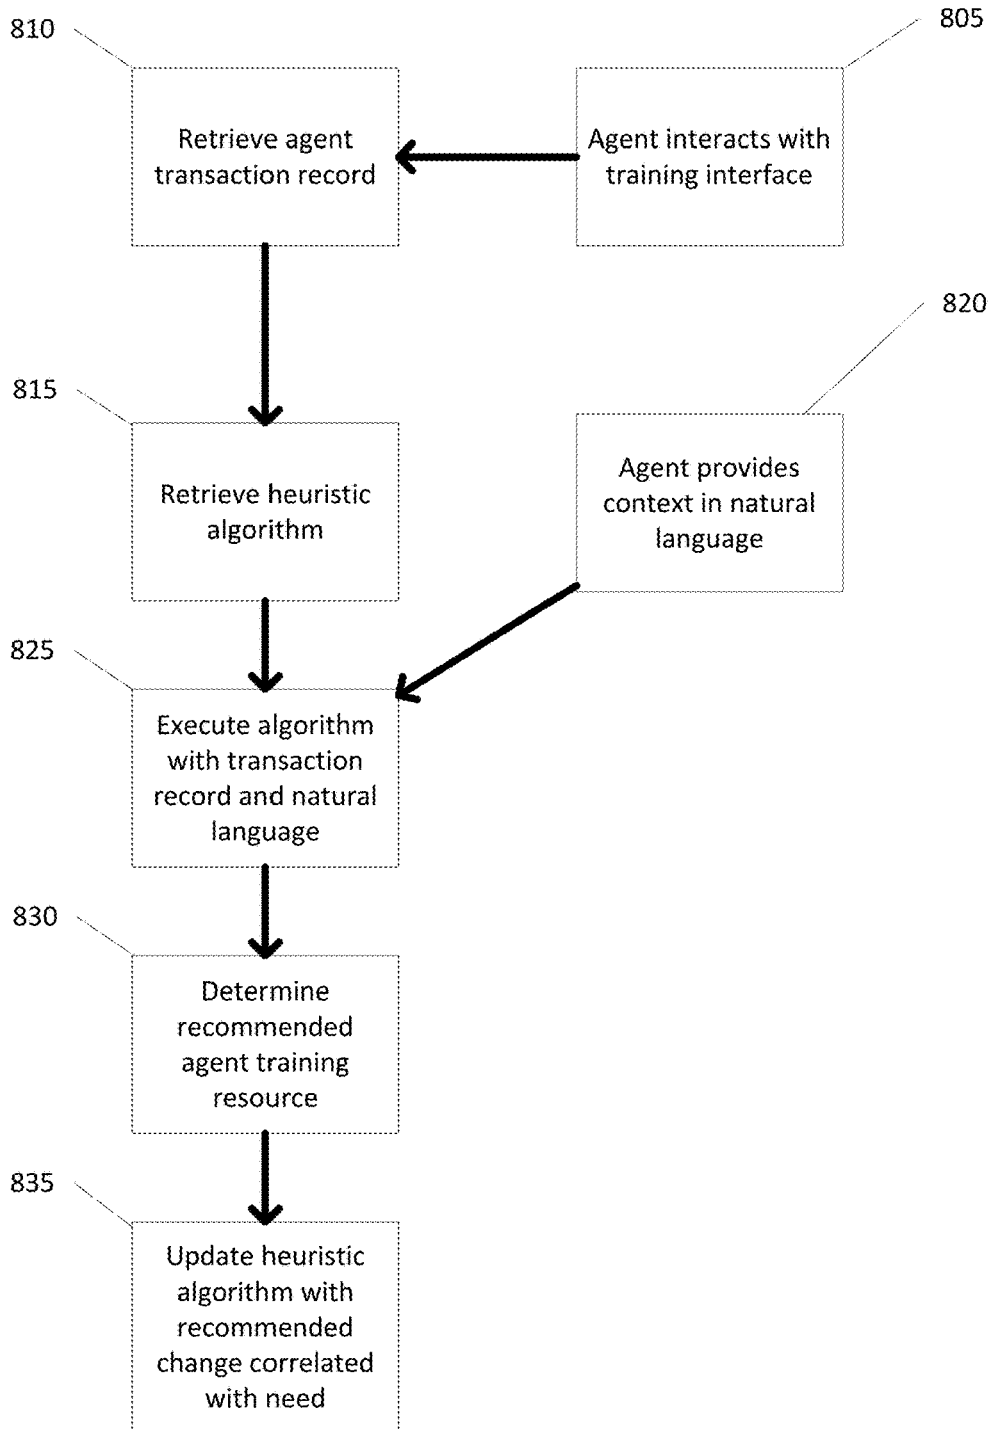 810
805
Retrieve agent
transaction record
Agent interacts with
training interface
820
815
Retrieve heuristic
algorithm
Agent provides
context in natural
language
825
Execute algorithm
with transaction
record and natural
language
830
Determine
recommended
agent training
resource
835
Update heuristic
algorithm with
recommended
change correlated
with need